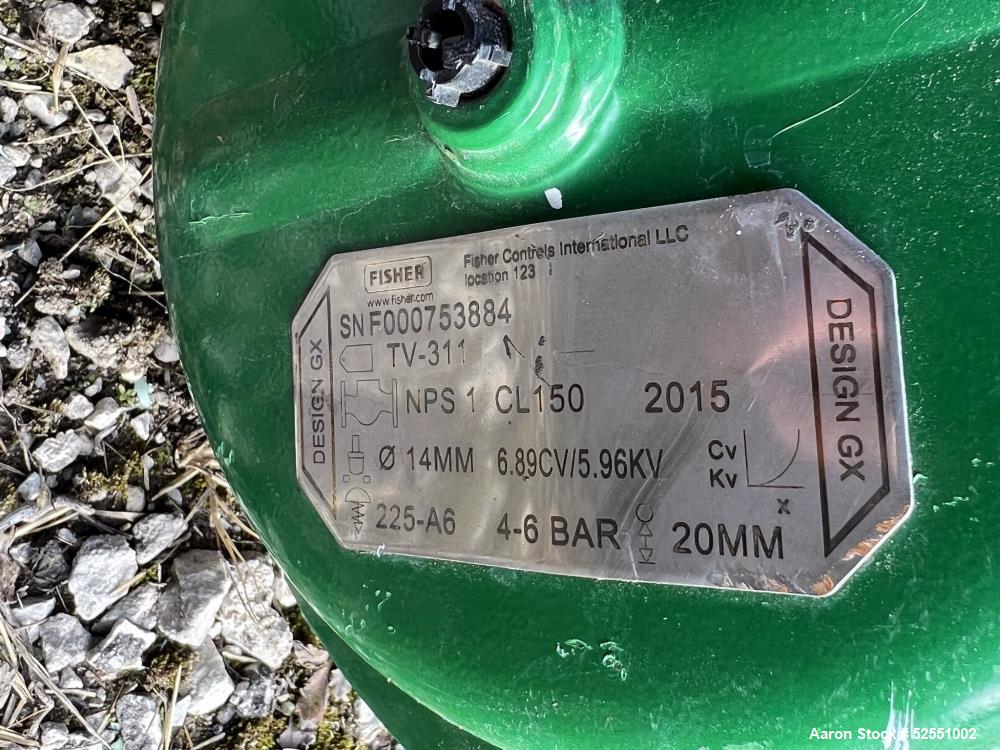 FISHER
www.fisher.com
Fisher Controls International LLC
location 123
SN F000753884
TV-311
NPS 1 CL150 2015
Ø 14MM 6.89CV/5.96KV
Cv
Kv
x
225-A6 4-6 BAR 20MM
DESIGN GX
DESIGN GX
Aaron Stock# 52551002